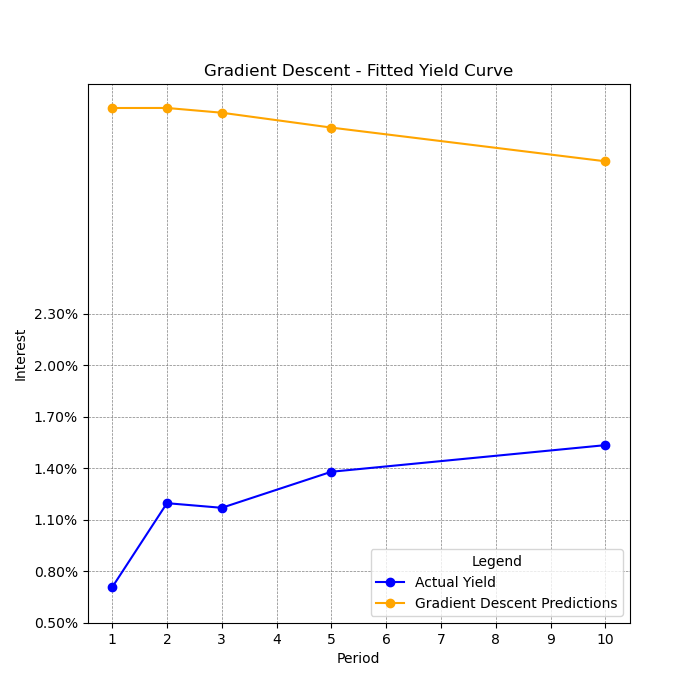 Gradient Descent - Fitted Yield Curve
2.30%
2.00%
1.70%
1.40%
1.10%
0.80%
0.50%
Interest
Legend
Actual Yield
Gradient Descent Predictions
1 2 3 4 5 6 7 8 9 10
Period